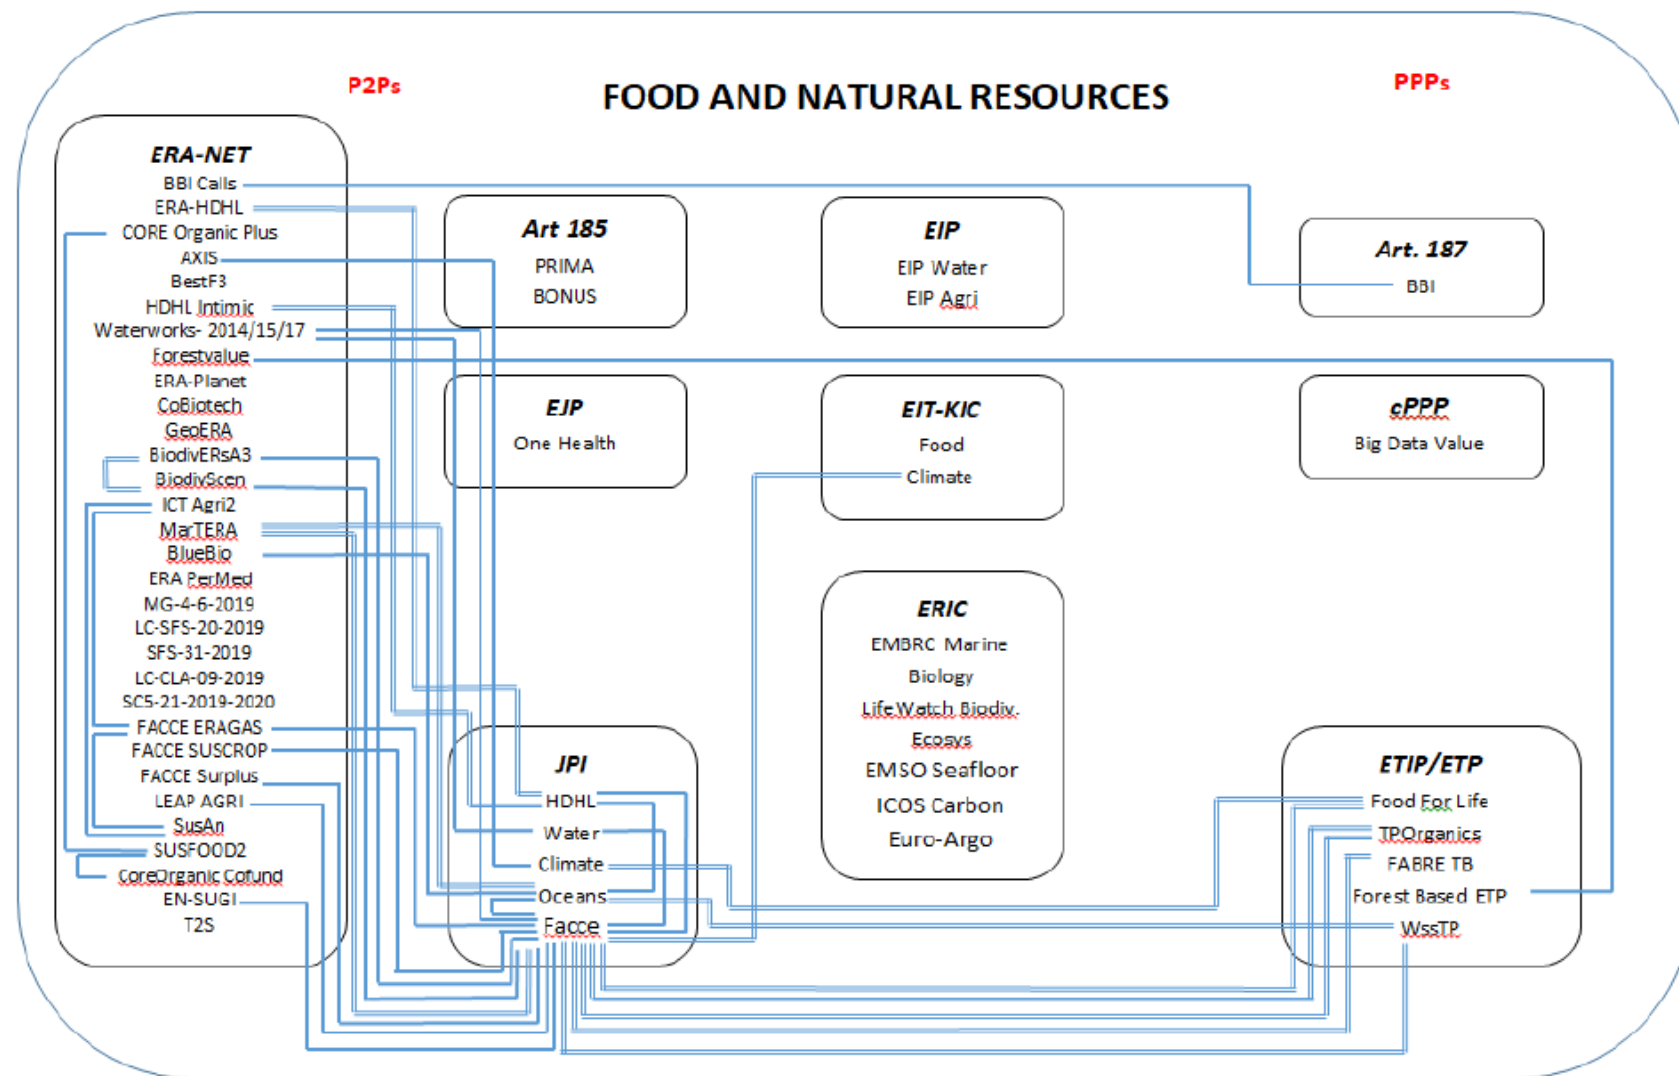 P2Ps
FOOD AND NATURAL RESOURCES
PPPs
ERA-NET
BBI Calls
ERA-HDHL
CORE Organic Plus
AXIS
BestF3
HDHL Intimic
Waterworks- 2014/15/17
Forestvalue
ERA-Planet
CoBiotech
GeoERA
BiodivERsA3
BiodivScen
ICT Agri2
MarTERA
BlueBio
ERA PerMed
MG-4-6-2019
LC-SFS-20-2019
SFS-31-2019
LC-CLA-09-2019
SC5-21-2019-2020
FACCE ERAGAS
FACCE SUSCROP
FACCE Surplus
LEAP AGRI
SusAn
SUSFOOD2
CoreOrganic Cofund
EN-SUGI
T2S
Art 185
PRIMA
BONUS
EJP
One Health
JPI
HDHL
Water
Climate
Oceans
Facce
EIP
EIP Water
EIP Agri
EIT-KIC
Food
Climate
ERIC
EMBRC Marine
Biology
LifeWatch Biodiv.
Ecosys
EMSO Seafloor
ICOS Carbon
Euro-Argo
Art. 187
BBI
cPPP
Big Data Value
ETIP/ETP
Food For Life
TPOrganics
FABRE TB
Forest Based ETP
WssTP